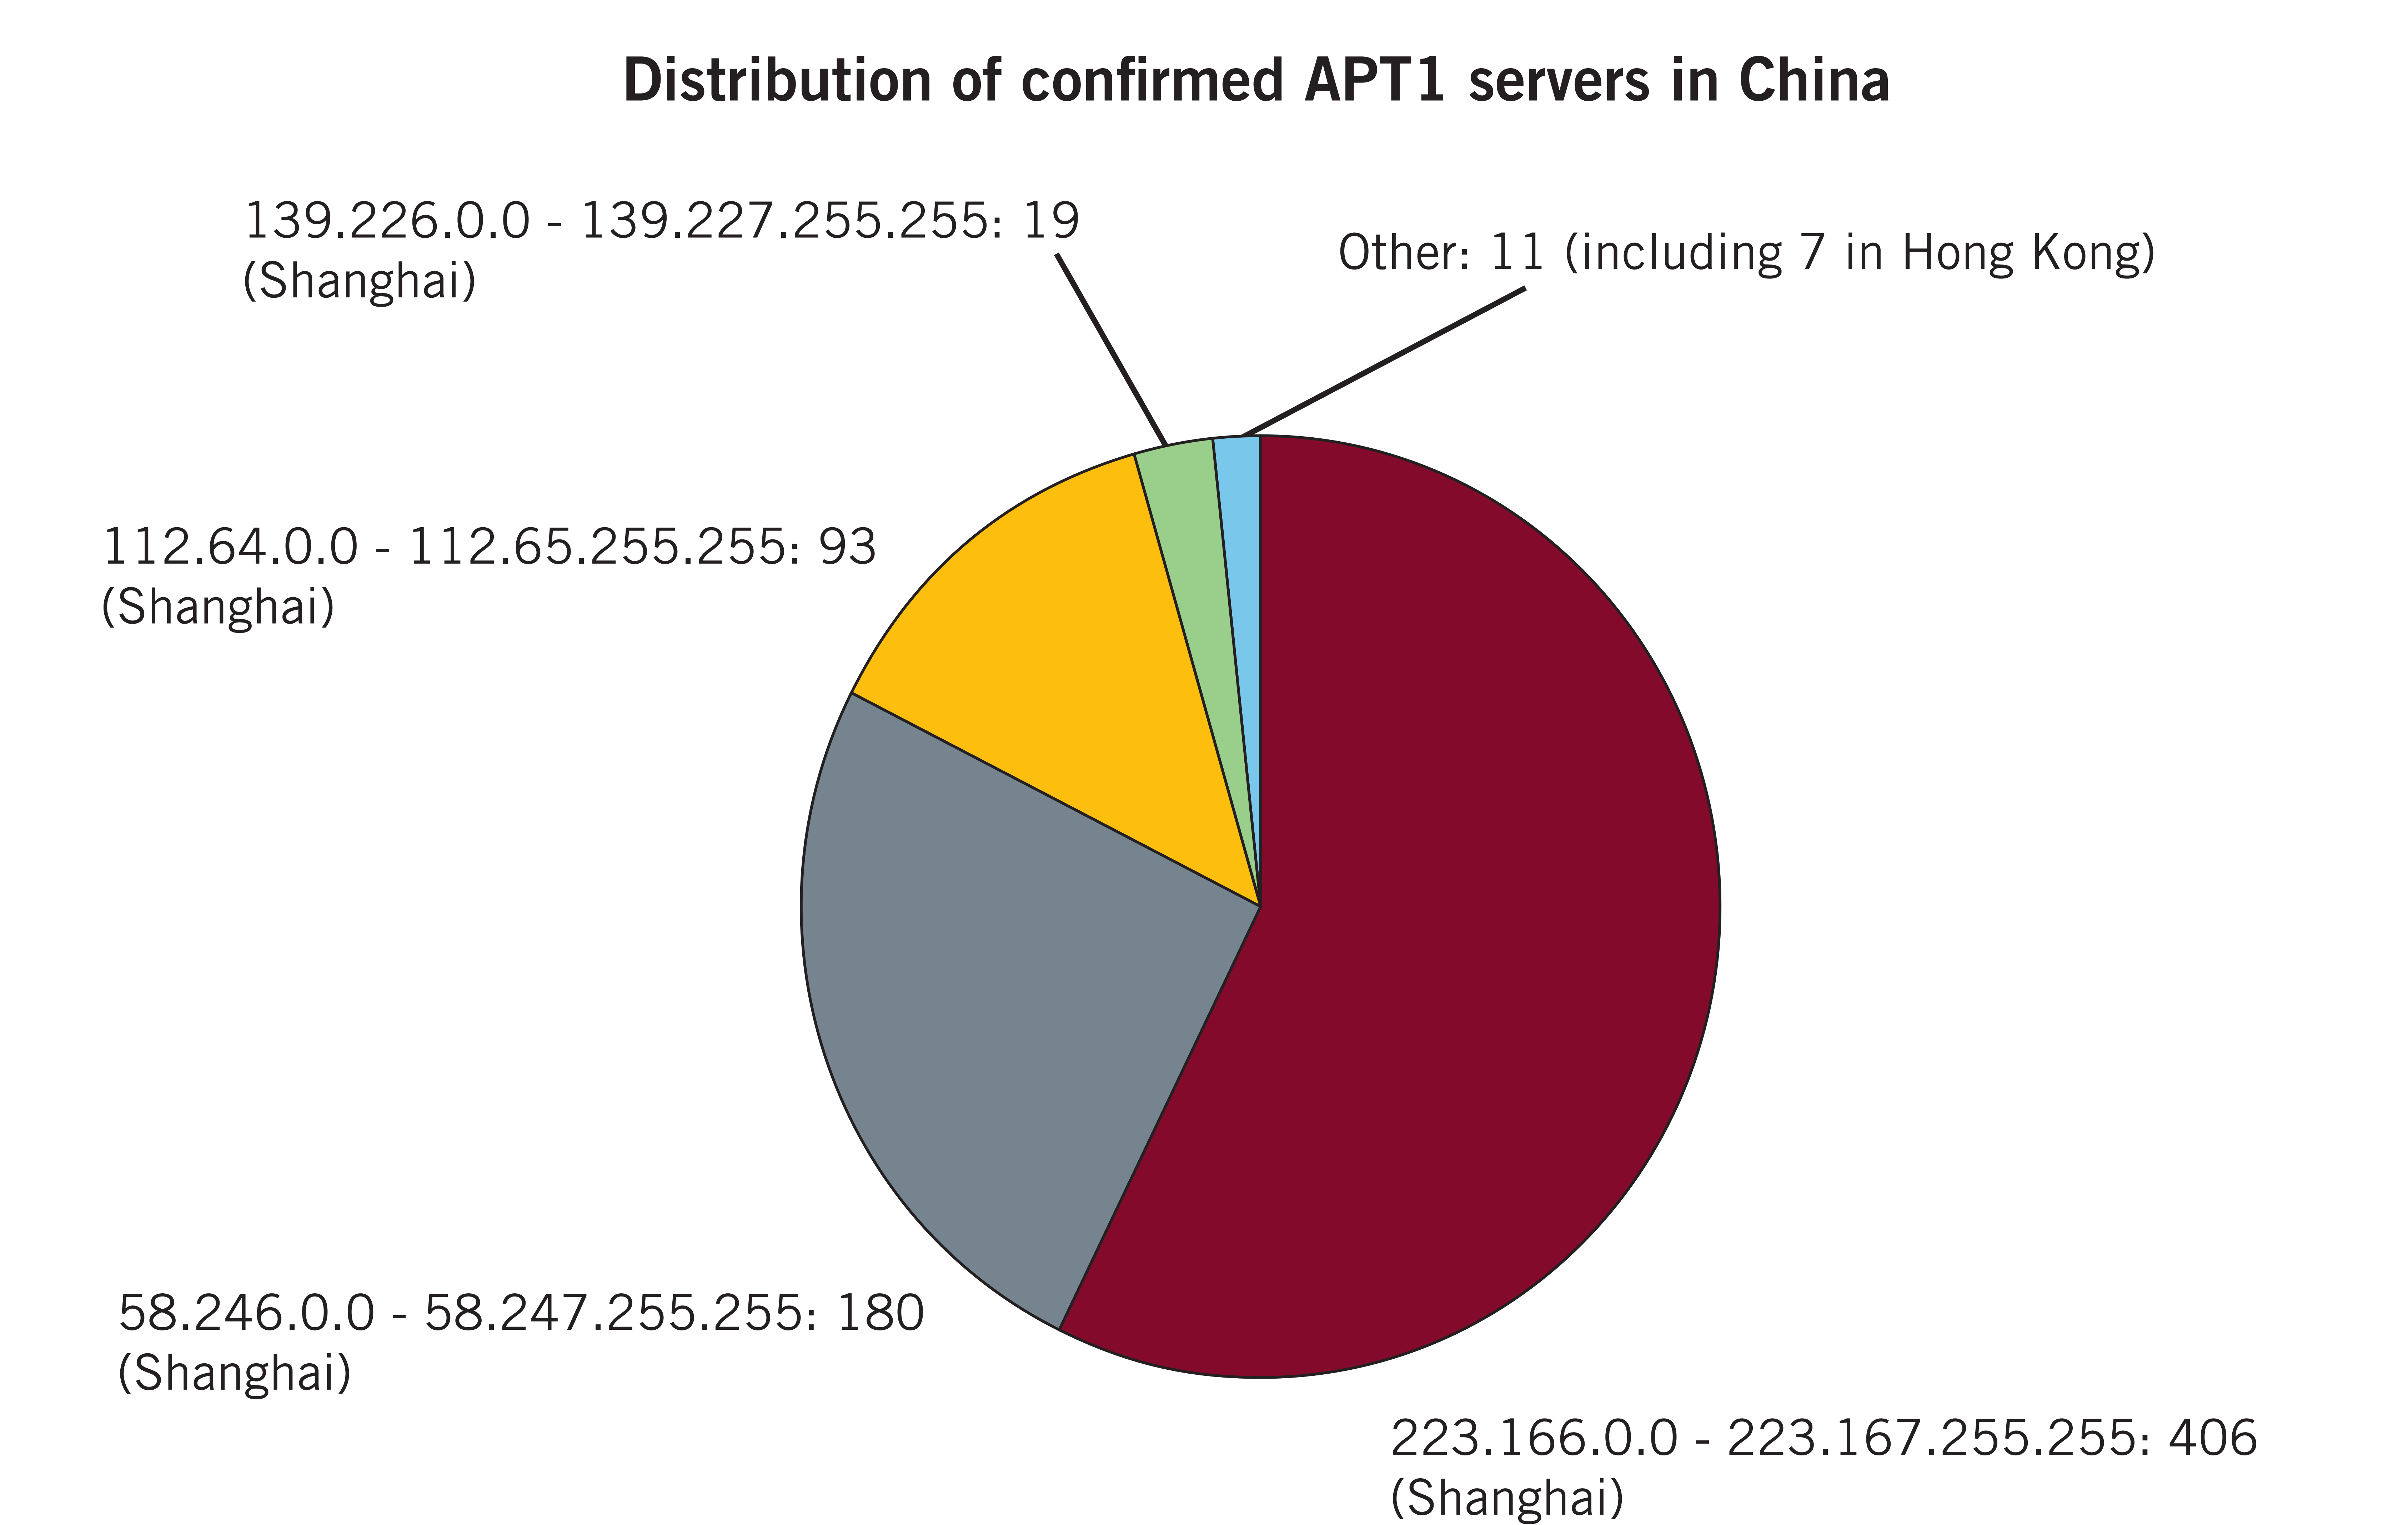 Distribution of confirmed APT1 servers in China
139.226.0.0 - 139.227.255.255: 19
(Shanghai)
Other: 11 (including 7 in Hong Kong)
112.64.0.0 - 112.65.255.255: 93
(Shanghai)
58.246.0.0 - 58.247.255.255: 180
(Shanghai)
223.166.0.0 - 223.167.255.255: 406
(Shanghai)